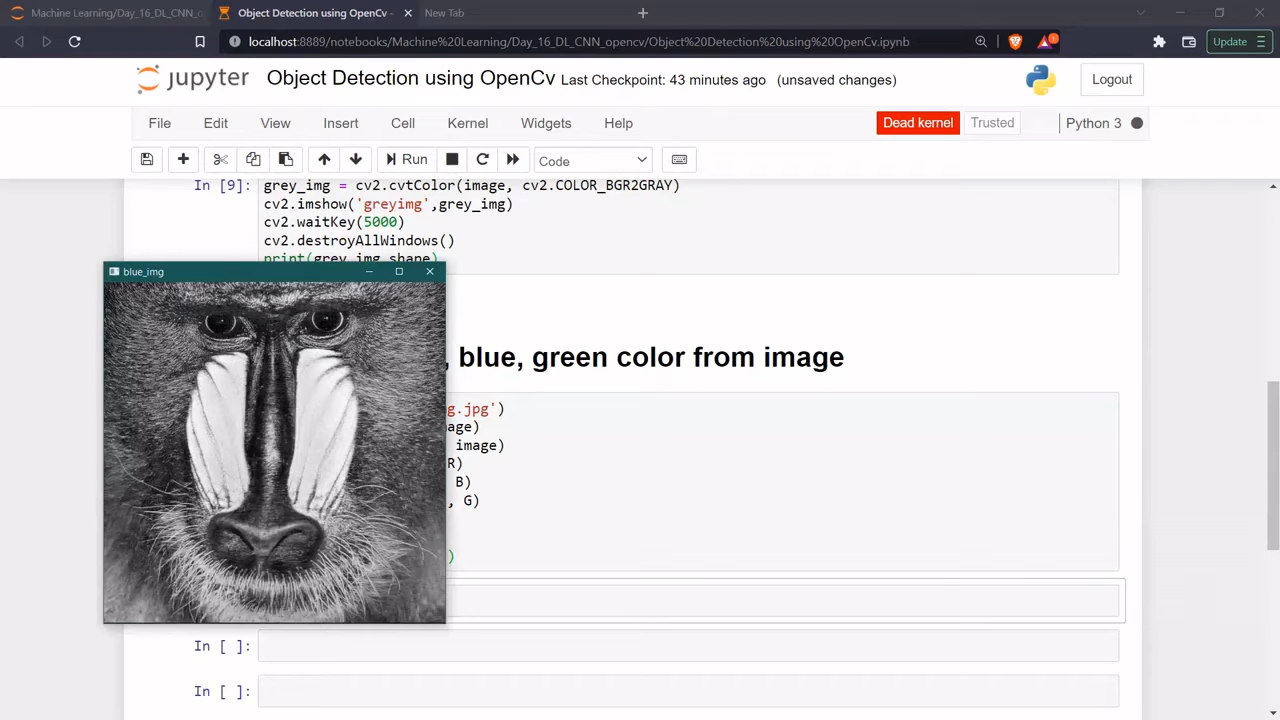 Machine Learning/Day_16_DL_CNN_o
Object Detection using OpenCv -
New Tab
localhost:8889/notebooks/Machine%20Learning/Day_16_DL_CNN_opencv/Object%20Detection%20using%20OpenCv.ipynb
1
Update
jupyter
Object Detection using OpenCv Last Checkpoint: 43 minutes ago (unsaved changes)
Logout
File Edit View Insert Cell Kernel Widgets Help
Dead kernel
Trusted
Python 3
Run
Code
In [9]:
grey_img = cv2.cvtColor(image, cv2.COLOR_BGR2GRAY)
cv2.imshow('greyimg',grey_img)
cv2.waitKey(5000)
cv2.destroyAllWindows()
print(grey_img.shape)
blue_img
, blue, green color from image
g.jpg')
age)
image)
R)
B)
, G)
)
In [ ]:
In [ ]: